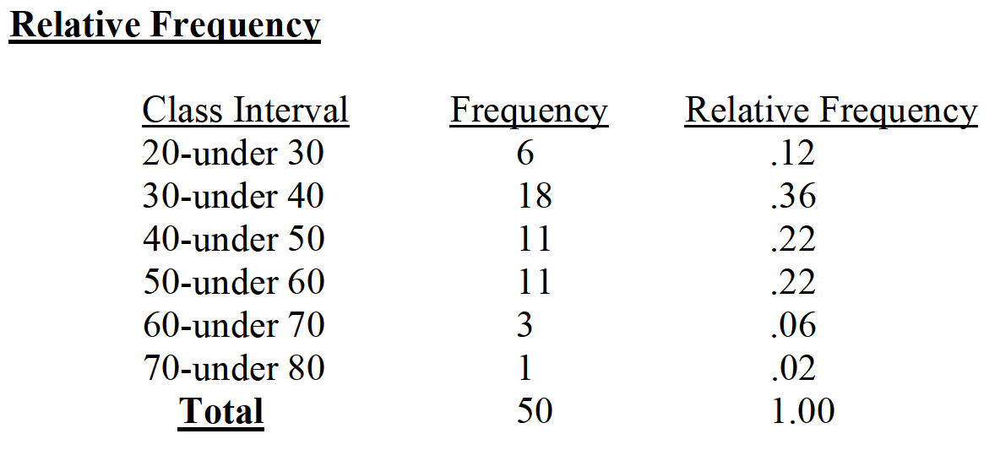 Relative Frequency
Class Interval Frequency Relative Frequency
20-under 30 6 .12
30-under 40 18 .36
40-under 50 11 .22
50-under 60 11 .22
60-under 70 3 .06
70-under 80 1 .02
Total 50 1.00